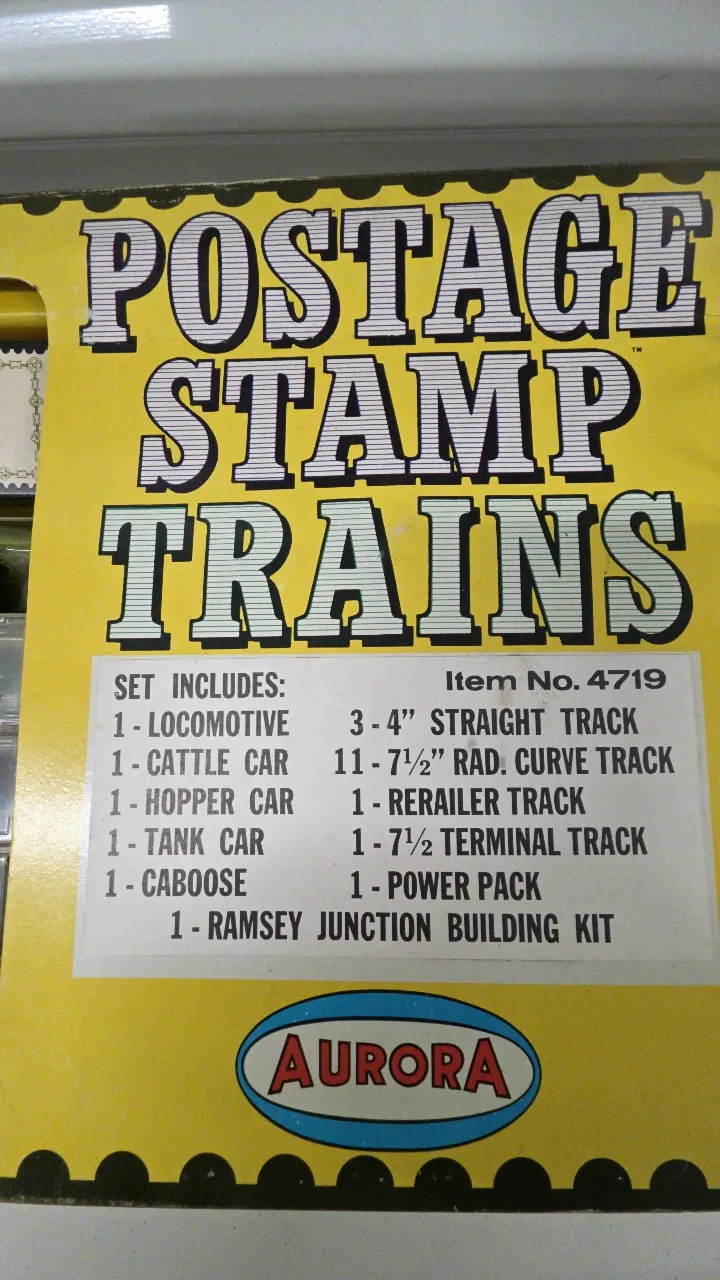 POSTAGE
STAMP™
TRAINS
SET INCLUDES: Item No. 4719
1 - LOCOMOTIVE 3 - 4” STRAIGHT TRACK
1 - CATTLE CAR 11 - 7½” RAD. CURVE TRACK
1 - HOPPER CAR 1 - RERAILER TRACK
1 - TANK CAR 1 - 7½ TERMINAL TRACK
1 - CABOOSE 1 - POWER PACK
1 - RAMSEY JUNCTION BUILDING KIT
AURORA